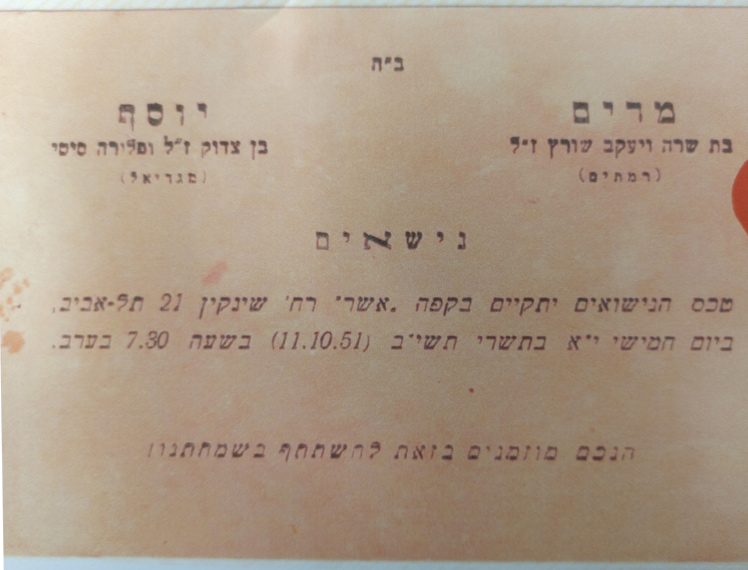 ב״ה
מרים יוסף
בת שרה ויעקב שורץ ז״ל בן צדוק ז״ל ופלירה סיסי
(רמתים) (מגדיאל)
נישאים
טכס הנישואים יתקיים בקפה „אשר״ רח׳ שינקין 21 תל-אביב,
ביום חמישי י״א בתשרי תשי״ב (11.10.51) בשעה 7.30 בערב.
הנכם מוזמנים בזאת להשתתף בשמחתנו